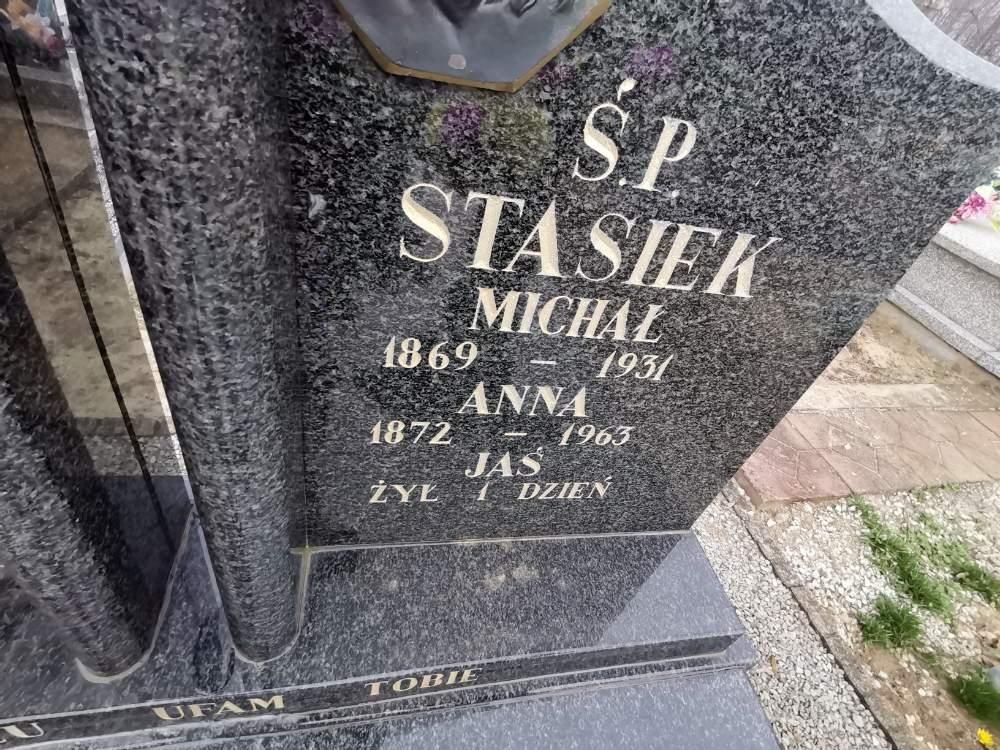 Ś.P.
STASIEK
MICHAŁ
1869 – 1931
ANNA
1872 – 1963
JAŚ
ŻYŁ 1 DZIEŃ
UFAM TOBIE